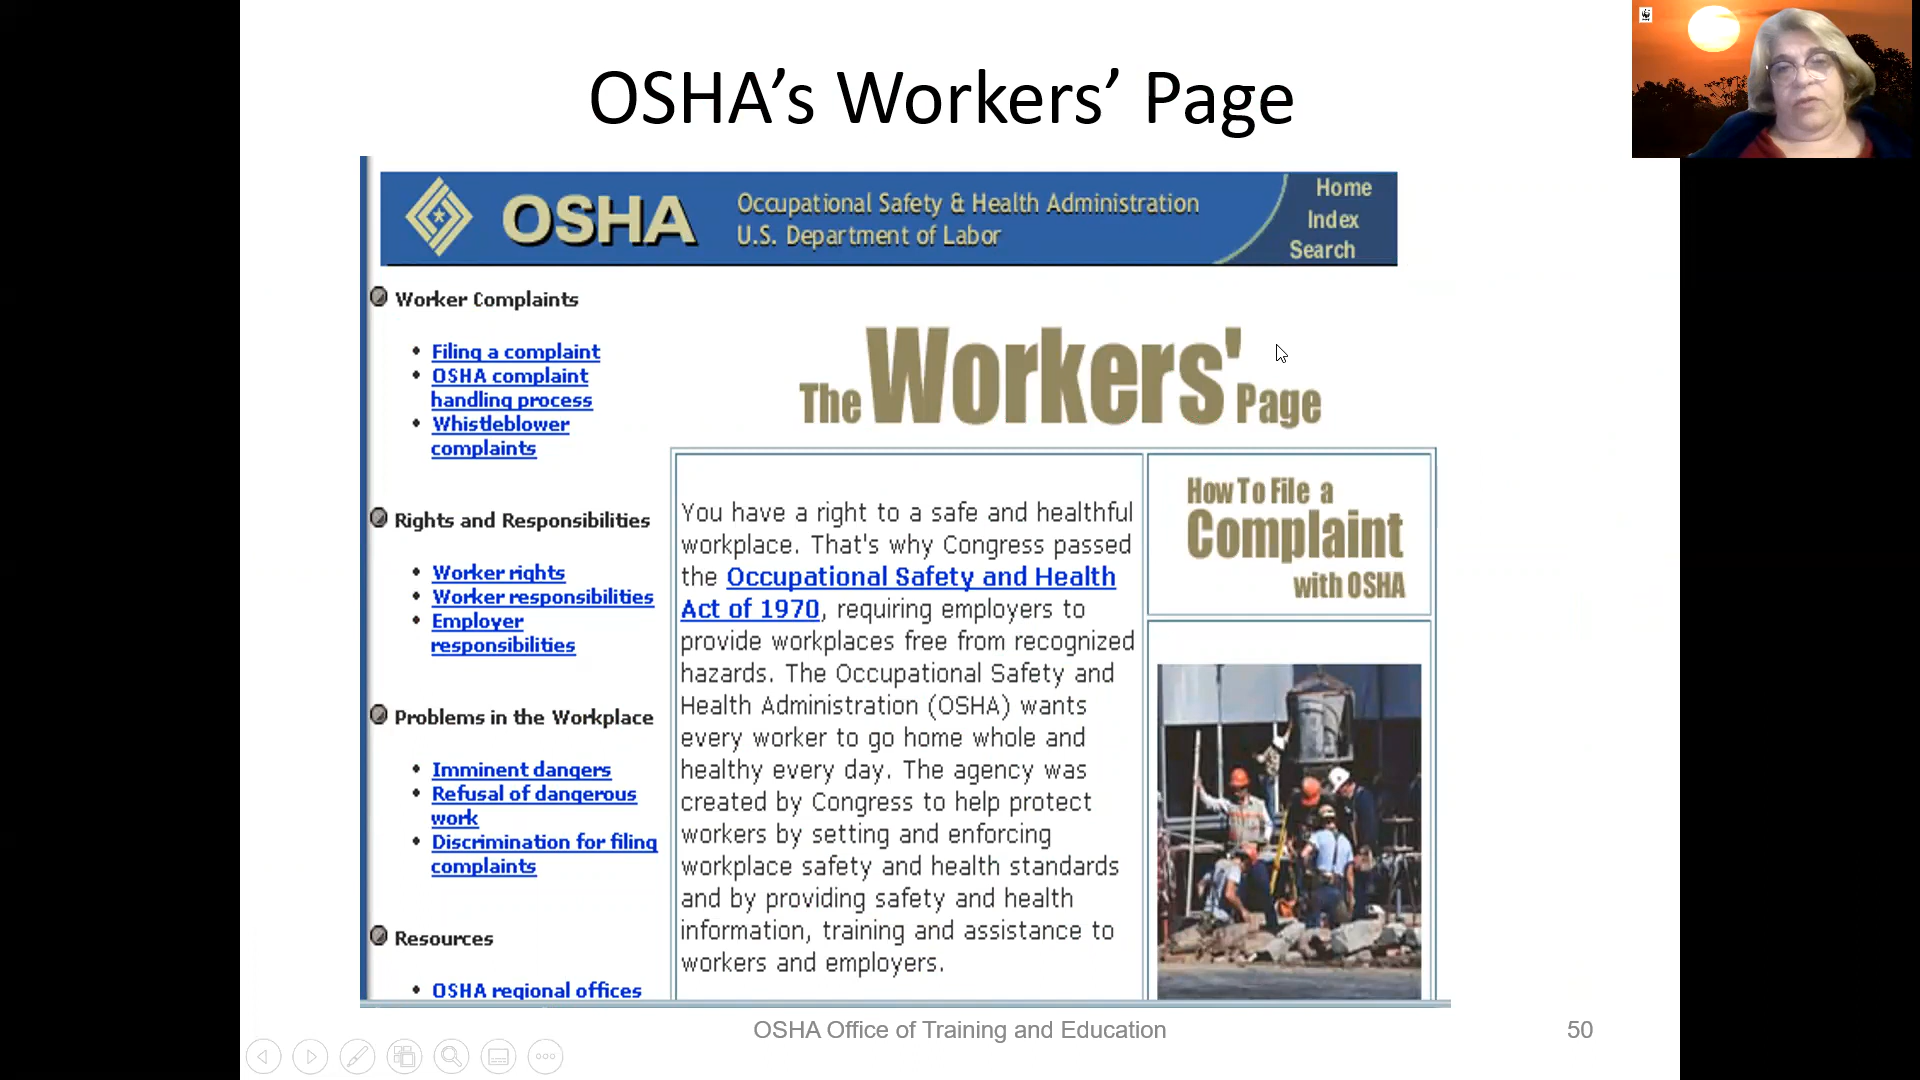 OSHA’s Workers’ Page
OSHA
Occupational Safety & Health Administration
U.S. Department of Labor
Home
Index
Search
Worker Complaints
Filing a complaint
OSHA complaint
handling process
Whistleblower
complaints
Rights and Responsibilities
Worker rights
Worker responsibilities
Employer
responsibilities
Problems in the Workplace
Imminent dangers
Refusal of dangerous
work
Discrimination for filing
complaints
Resources
OSHA regional offices
The Workers' Page
You have a right to a safe and healthful
workplace. That's why Congress passed
the Occupational Safety and Health
Act of 1970, requiring employers to
provide workplaces free from recognized
hazards. The Occupational Safety and
Health Administration (OSHA) wants
every worker to go home whole and
healthy every day. The agency was
created by Congress to help protect
workers by setting and enforcing
workplace safety and health standards
and by providing safety and health
information, training and assistance to
workers and employers.
How To File a
Complaint
with OSHA
OSHA Office of Training and Education
50